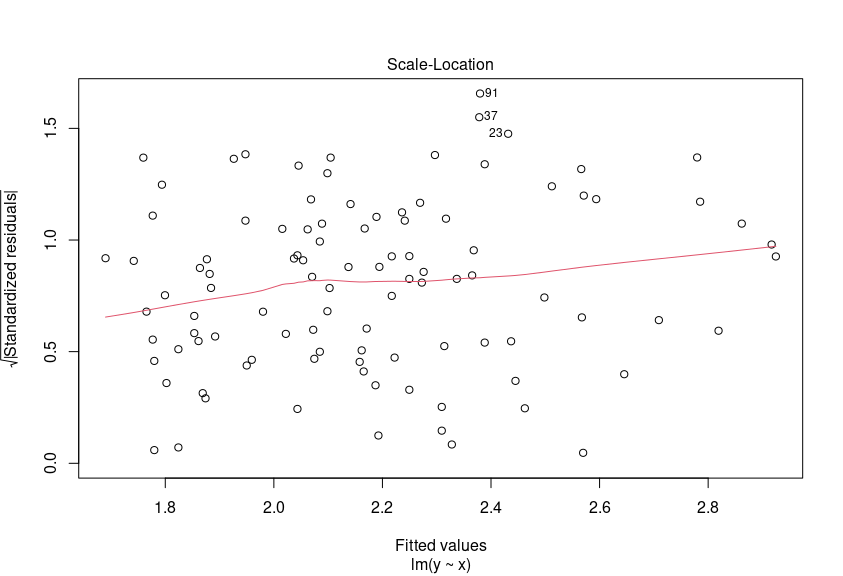 Scale-Location
91
37
23
√|Standardized residuals|
1.5
1.0
0.5
0.0
1.8 2.0 2.2 2.4 2.6 2.8
Fitted values
lm(y ~ x)